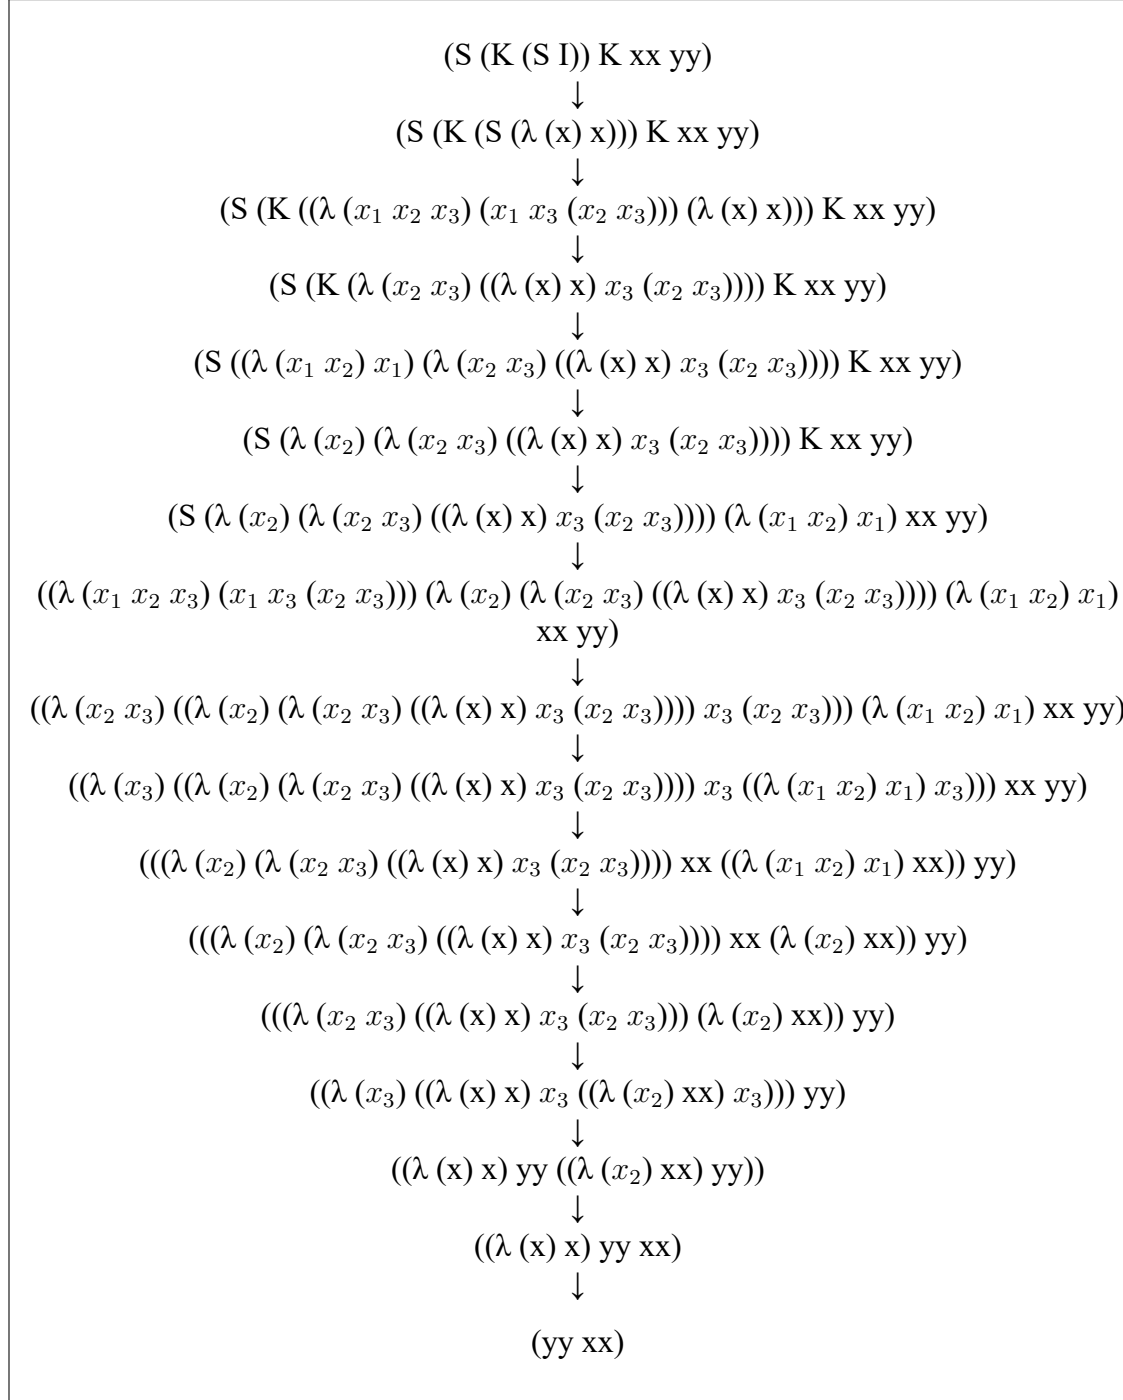 (S (K (S I)) K xx yy)
↓
(S (K (S (λ (x) x))) K xx yy)
↓
(S (K ((λ (x₁ x₂ x₃) (x₁ x₃ (x₂ x₃))) (λ (x) x))) K xx yy)
↓
(S (K (λ (x₂ x₃) ((λ (x) x) x₃ (x₂ x₃)))) K xx yy)
↓
(S ((λ (x₁ x₂) x₁) (λ (x₂ x₃) ((λ (x) x) x₃ (x₂ x₃)))) K xx yy)
↓
(S (λ (x₂) (λ (x₂ x₃) ((λ (x) x) x₃ (x₂ x₃)))) K xx yy)
↓
(S (λ (x₂) (λ (x₂ x₃) ((λ (x) x) x₃ (x₂ x₃)))) (λ (x₁ x₂) x₁) xx yy)
↓
((λ (x₁ x₂ x₃) (x₁ x₃ (x₂ x₃))) (λ (x₂) (λ (x₂ x₃) ((λ (x) x) x₃ (x₂ x₃)))) (λ (x₁ x₂) x₁)
xx yy)
↓
((λ (x₂ x₃) ((λ (x₂) (λ (x₂ x₃) ((λ (x) x) x₃ (x₂ x₃)))) x₃ (x₂ x₃))) (λ (x₁ x₂) x₁) xx yy)
↓
((λ (x₃) ((λ (x₂) (λ (x₂ x₃) ((λ (x) x) x₃ (x₂ x₃)))) x₃ ((λ (x₁ x₂) x₁) x₃))) xx yy)
↓
(((λ (x₂) (λ (x₂ x₃) ((λ (x) x) x₃ (x₂ x₃)))) xx ((λ (x₁ x₂) x₁) xx)) yy)
↓
(((λ (x₂) (λ (x₂ x₃) ((λ (x) x) x₃ (x₂ x₃)))) xx (λ (x₂) xx)) yy)
↓
(((λ (x₂ x₃) ((λ (x) x) x₃ (x₂ x₃))) (λ (x₂) xx)) yy)
↓
((λ (x₃) ((λ (x) x) x₃ ((λ (x₂) xx) x₃))) yy)
↓
((λ (x) x) yy ((λ (x₂) xx) yy))
↓
((λ (x) x) yy xx)
↓
(yy xx)